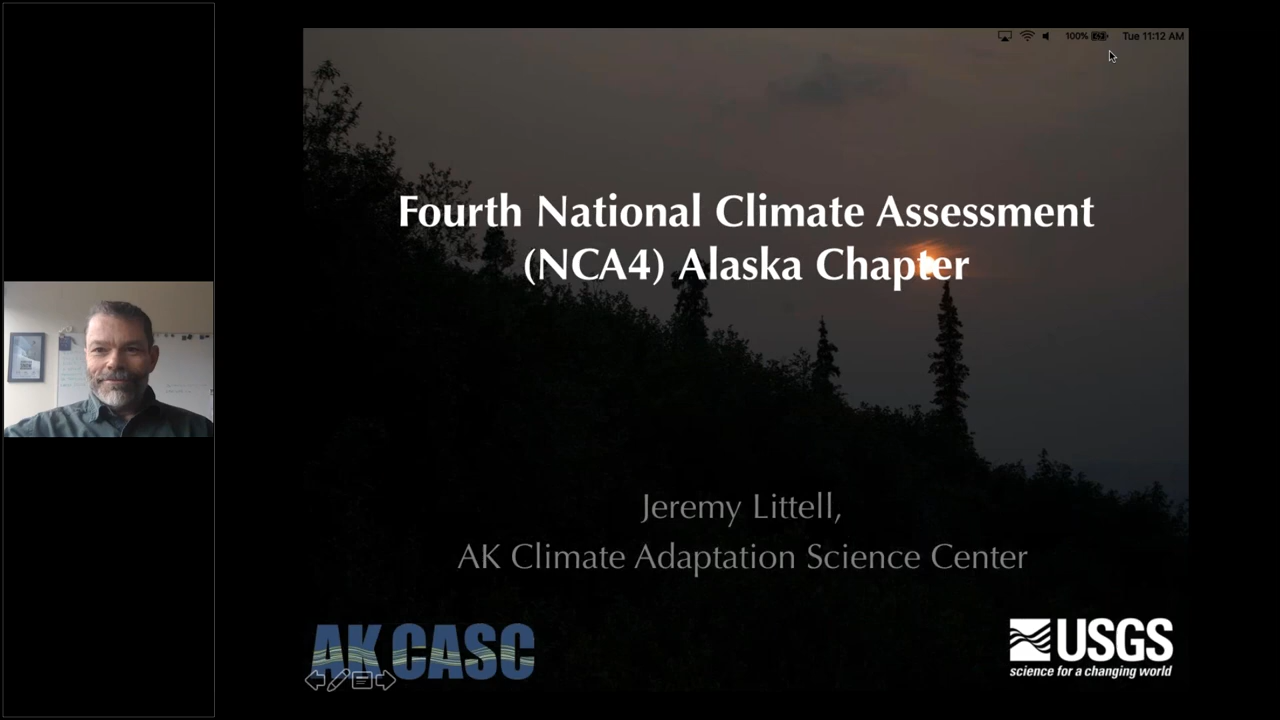 100% Tue 11:12 AM
Fourth National Climate Assessment
(NCA4) Alaska Chapter
Jeremy Littell,
AK Climate Adaptation Science Center
AK CASC
USGS
science for a changing world